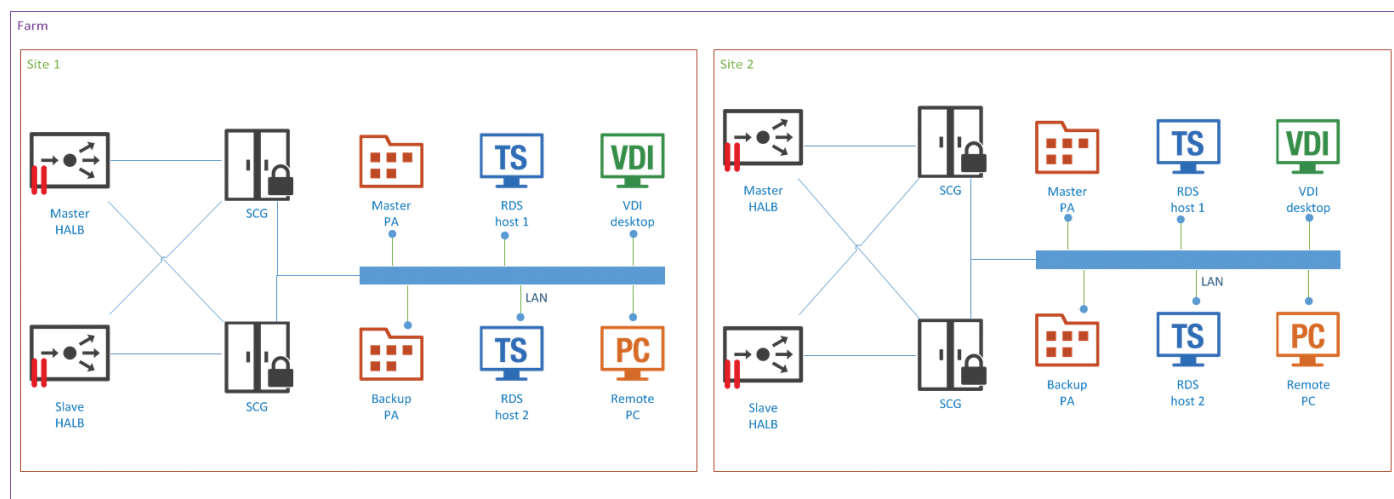 Farm
Site 1
Master
HALB
SCG
Master
PA
TS
RDS
host 1
VDI
VDI
desktop
LAN
Slave
HALB
SCG
Backup
PA
TS
RDS
host 2
PC
Remote
PC
Site 2
Master
HALB
SCG
Master
PA
TS
RDS
host 1
VDI
VDI
desktop
LAN
Slave
HALB
SCG
Backup
PA
TS
RDS
host 2
PC
Remote
PC